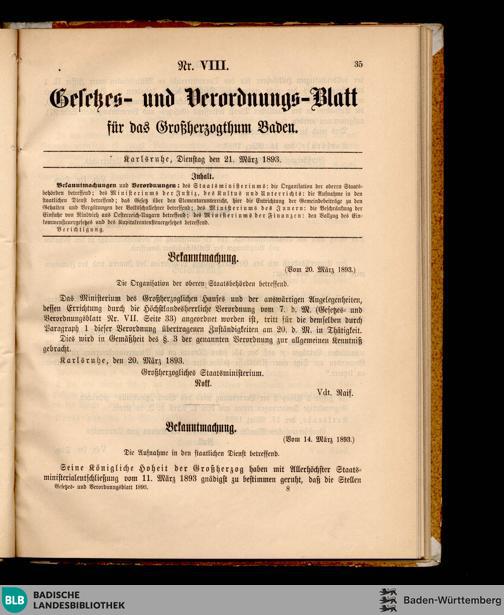 Nr. VIII. 35
Gesetzes- und Verordnungs-Blatt
für das Großherzogthum Baden.
Karlsruhe, Dienstag den 21. März 1893.
Inhalt.
Bekanntmachungen und Verordnungen: des Staatsministeriums: die Organisation der oberen Staats-
behörden betreffend; des Ministeriums der Justiz, des Kultus und Unterrichts: die Aufnahme in den
staatlichen Dienst betreffend; das Gesetz über den Elementarunterricht, hier die Entrichtung der Gemeindebeiträge zu den
Gehalten und Vergütungen der Volksschullehrer betreffend; des Ministeriums des Innern: die Beschränkung der
Einfuhr von Rindvieh aus Oesterreich-Ungarn betreffend; des Ministeriums der Finanzen: den Vollzug des Ein-
kommensteuergesetzes und des Kapitalrentensteuergesetzes betreffend.
Berichtigung.
Bekanntmachung.
(Vom 20. März 1893.)
Die Organisation der oberen Staatsbehörden betreffend.
Das Ministerium des Großherzoglichen Hauses und der auswärtigen Angelegenheiten,
dessen Errichtung durch die Höchstlandesherrliche Verordnung vom 7. d. M. (Gesetzes- und
Verordnungsblatt Nr. VII. Seite 33) angeordnet worden ist, tritt für die demselben durch
Paragraph 1 dieser Verordnung übertragenen Zuständigkeiten am 20. d. M. in Thätigkeit.
Dies wird in Gemäßheit des §. 3 der genannten Verordnung zur allgemeinen Kenntniß
gebracht.
Karlsruhe, den 20. März 1893.
Großherzogliches Staatsministerium.
Nokk.
Vdt. Naif.
Bekanntmachung.
(Vom 14. März 1893.)
Die Aufnahme in den staatlichen Dienst betreffend.
Seine Königliche Hoheit der Großherzog haben mit Allerhöchster Staats-
ministerialentschließung vom 11. März 1893 gnädigst zu bestimmen geruht, daß die Stellen
Gesetzes- und Verordnungsblatt 1893. 8
BLB BADISCHE
LANDESBIBLIOTHEK
Baden-Württemberg